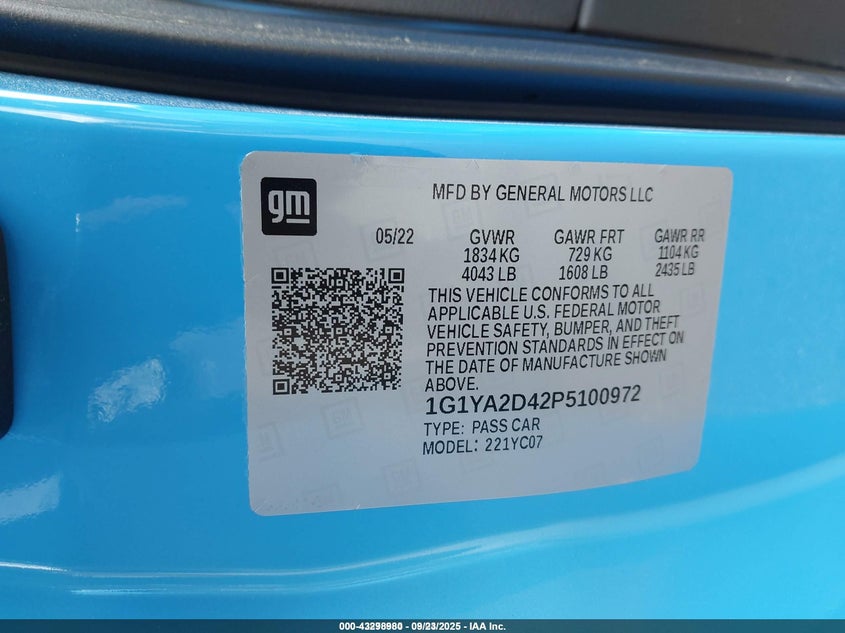 gm
MFD BY GENERAL MOTORS LLC
05/22 GVWR GAWR FRT GAWR RR
1834 KG 729 KG 1104 KG
4043 LB 1608 LB 2435 LB
THIS VEHICLE CONFORMS TO ALL
APPLICABLE U.S. FEDERAL MOTOR
VEHICLE SAFETY, BUMPER, AND THEFT
PREVENTION STANDARDS IN EFFECT ON
THE DATE OF MANUFACTURE SHOWN
ABOVE.
1G1YA2D42P5100972
TYPE: PASS CAR
MODEL: 221YC07
000-43298980 - 09/23/2025 - IAA Inc.